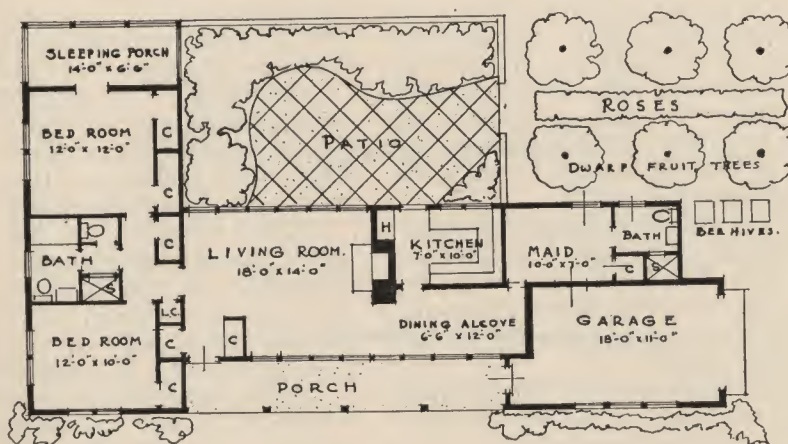 SLEEPING PORCH
14'-0" x 6'-6"
BED ROOM
12'-0" x 12'-0"
C
C
C
BATH
S
L.C.
BED ROOM
12'-0" x 10'-0"
C
C
PATIO
LIVING ROOM.
18'-0" x 14'-0"
C
H
KITCHEN
7'-0" x 10'-0"
DINING ALCOVE
6'-6" x 12'-0"
PORCH
ROSES
DWARF FRUIT TREES
MAID
10'-0" x 7'-0"
BATH
C
S
BEE HIVES.
GARAGE
18'-0" x 11'-0"